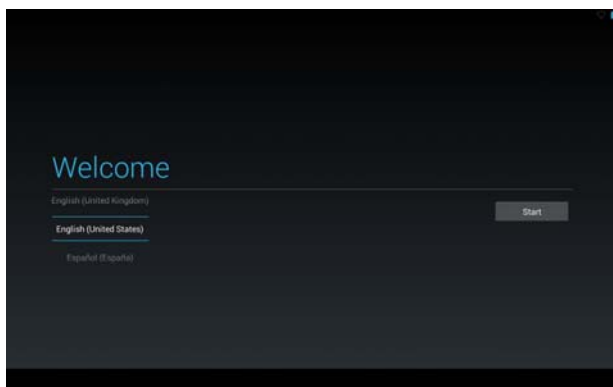 Welcome
English (United Kingdom)
English (United States)
Start
Español (España)